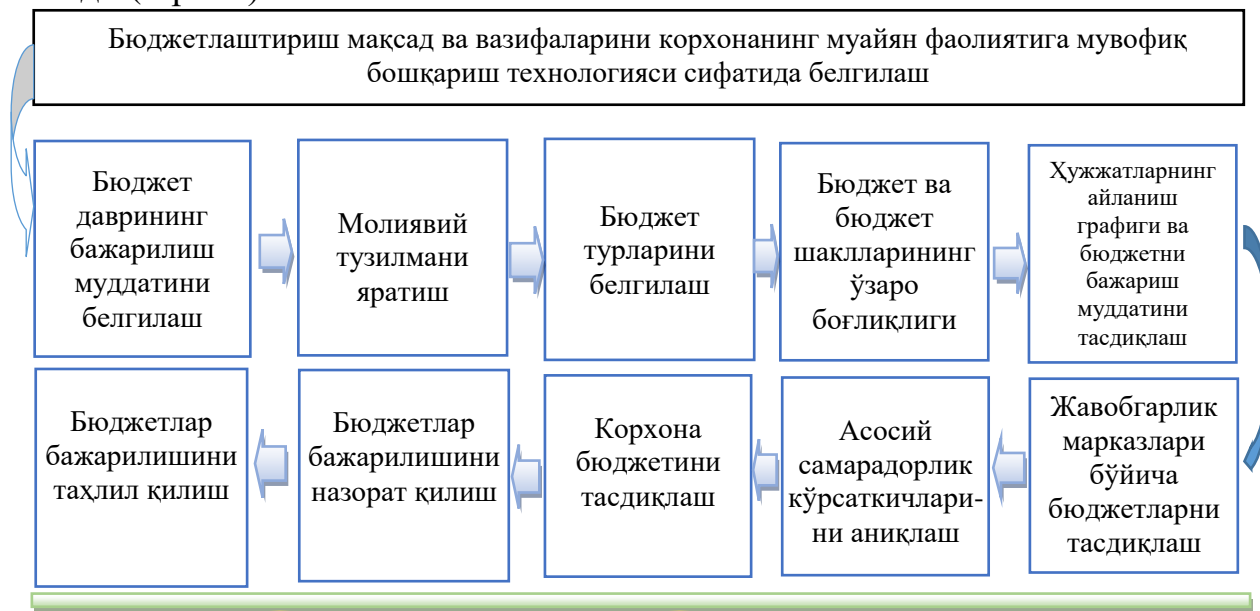 Бюджетлаштириш мақсад ва вазифаларини корхонанинг муайян фаолиятига мувофиқ
бошқариш технологияси сифатида белгилаш
Бюджет
даврининг
бажарилиш
муддатини
белгилаш
Молиявий
тузилмани
яратиш
Бюджет
турларини
белгилаш
Бюджет ва
бюджет
шаклларининг
ўзаро
боғлиқлиги
Ҳужжатларнинг
айланиш
графиги ва
бюджетни
бажариш
муддатини
тасдиқлаш
Жавобгарлик
марказлари
бўйича
бюджетларни
тасдиқлаш
Асосий
самарадорлик
кўрсаткичлари-
ни аниқлаш
Корхона
бюджетини
тасдиқлаш
Бюджетлар
бажарилишини
назорат қилиш
Бюджетлар
бажарилишини
таҳлил қилиш